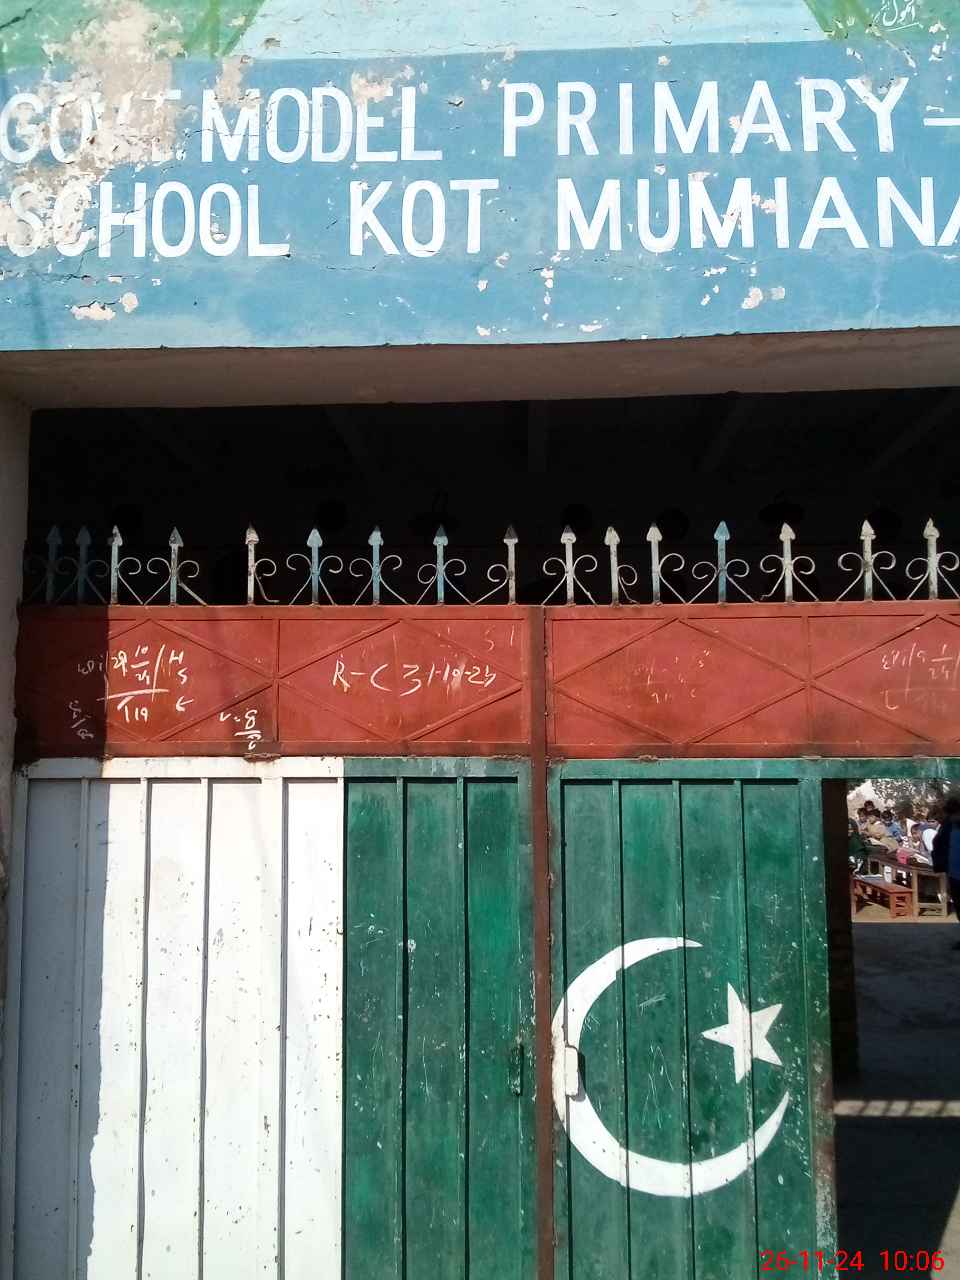 GOVT. MODEL PRIMARY -
SCHOOL KOT MUMIANA
R-C 31-10-23
26-11-24 10:06